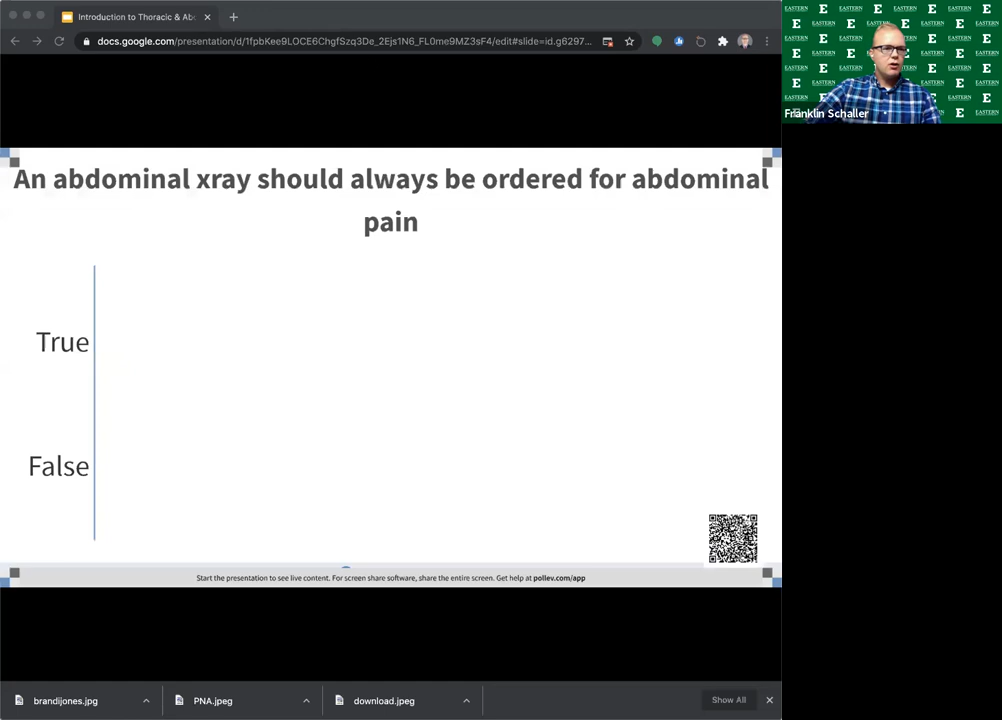 Introduction to Thoracic & Ab
docs.google.com/presentation/d/1fpbKee9LOCE6ChgfSzq3De_2Ejs1N6_FL0me9MZ3sF4/edit#slide=id.g6297...
EASTERN
E
Franklin Schaller
An abdominal xray should always be ordered for abdominal
pain
True
False
Start the presentation to see live content. For screen share software, share the entire screen. Get help at pollev.com/app
brandijones.jpg
PNA.jpeg
download.jpeg
Show All